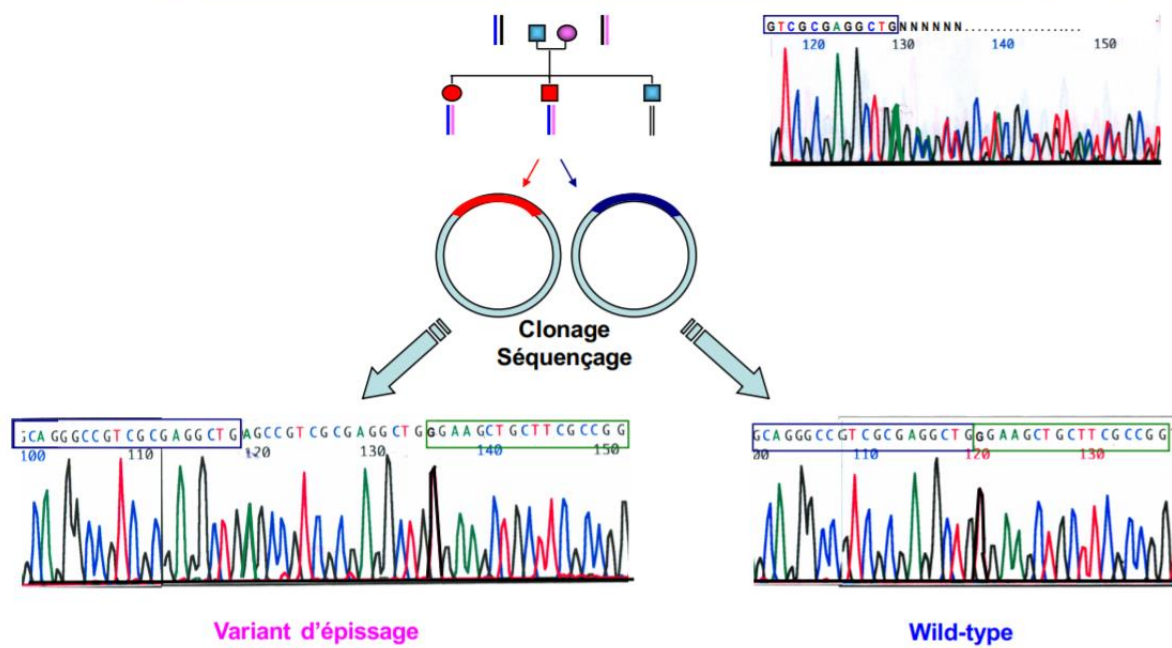 GTCGCGAGGCTGNNNNNN.................
120 130 140 150
Clonage
Séquençage
GCAGGGCCGTCGCGAGGCTGAGCCGTCGCGAGGCTGGGAAGCTGCTTCGCCGG
100 110 120 130 140 150
GCAGGGCCGTCGCGAGGCTGGGAAGCTGCTTCGCCGG
00 110 120 130
Variant d'épissage
Wild-type